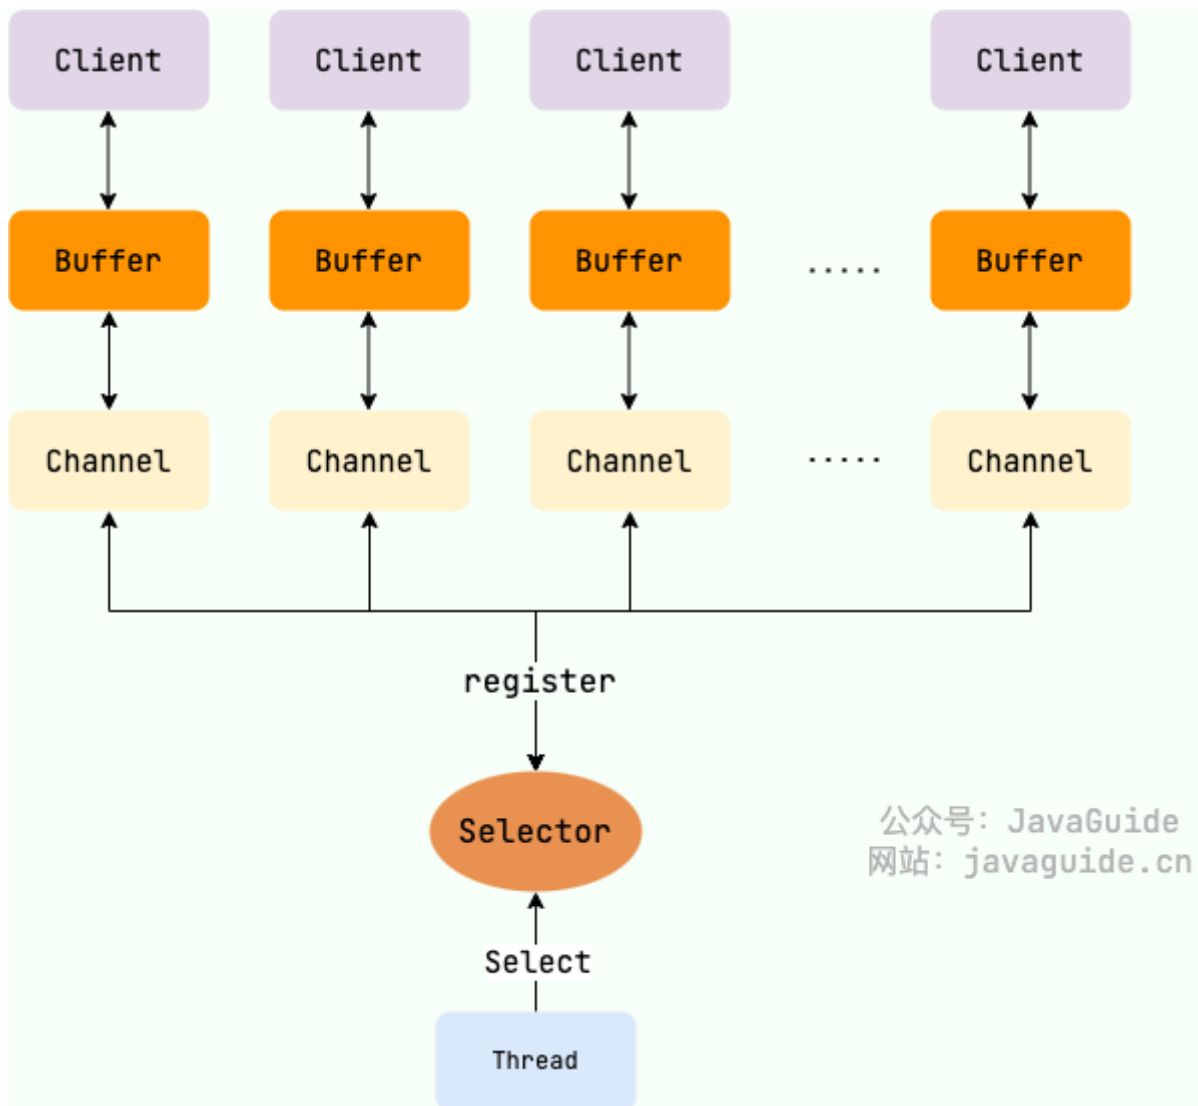 Client Client Client Client
Buffer Buffer Buffer ..... Buffer
Channel Channel Channel ..... Channel
register
Selector
公众号：JavaGuide
网站：javaguide.cn
Select
Thread